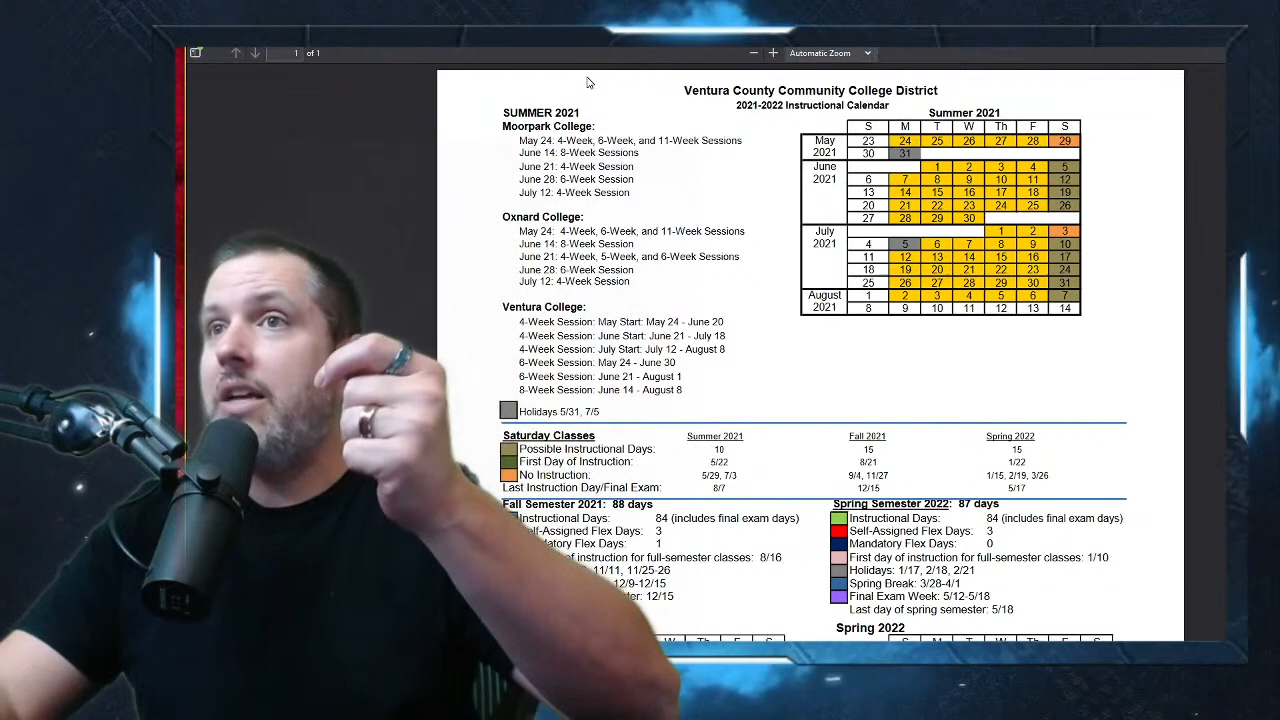 1 of 1
Automatic Zoom
Ventura County Community College District
2021-2022 Instructional Calendar
SUMMER 2021
Moorpark College:
May 24: 4-Week, 6-Week, and 11-Week Sessions
June 14: 8-Week Sessions
June 21: 4-Week Session
June 28: 6-Week Session
July 12: 4-Week Session
Oxnard College:
May 24: 4-Week, 6-Week, and 11-Week Sessions
June 14: 8-Week Session
June 21: 4-Week, 5-Week, and 6-Week Sessions
June 28: 6-Week Session
July 12: 4-Week Session
Ventura College:
4-Week Session: May Start: May 24 - June 20
4-Week Session: June Start: June 21 - July 18
4-Week Session: July Start: July 12 - August 8
6-Week Session: May 24 - June 30
6-Week Session: June 21 - August 1
8-Week Session: June 14 - August 8
Holidays 5/31, 7/5
Summer 2021
S M T W Th F S
May 23 24 25 26 27 28 29
2021 30 31
June 1 2 3 4 5
2021 6 7 8 9 10 11 12
13 14 15 16 17 18 19
20 21 22 23 24 25 26
27 28 29 30
July 1 2 3
2021 4 5 6 7 8 9 10
11 12 13 14 15 16 17
18 19 20 21 22 23 24
25 26 27 28 29 30 31
August 1 2 3 4 5 6 7
2021 8 9 10 11 12 13 14
Saturday Classes Summer 2021 Fall 2021 Spring 2022
Possible Instructional Days: 10 15 15
First Day of Instruction: 5/22 8/21 1/22
No Instruction: 5/29, 7/3 9/4, 11/27 1/15, 2/19, 3/26
Last Instruction Day/Final Exam: 8/7 12/15 5/17
Fall Semester 2021: 88 days
Instructional Days: 84 (includes final exam days)
Self-Assigned Flex Days: 3
Mandatory Flex Days: 1
of instruction for full-semester classes: 8/16
11/11, 11/25-26
12/9-12/15
12/15
W Th F S
Spring Semester 2022: 87 days
Instructional Days: 84 (includes final exam days)
Self-Assigned Flex Days: 3
Mandatory Flex Days: 0
First day of instruction for full-semester classes: 1/10
Holidays: 1/17, 2/18, 2/21
Spring Break: 3/28-4/1
Final Exam Week: 5/12-5/18
Last day of spring semester: 5/18
Spring 2022
S M T W Th F S